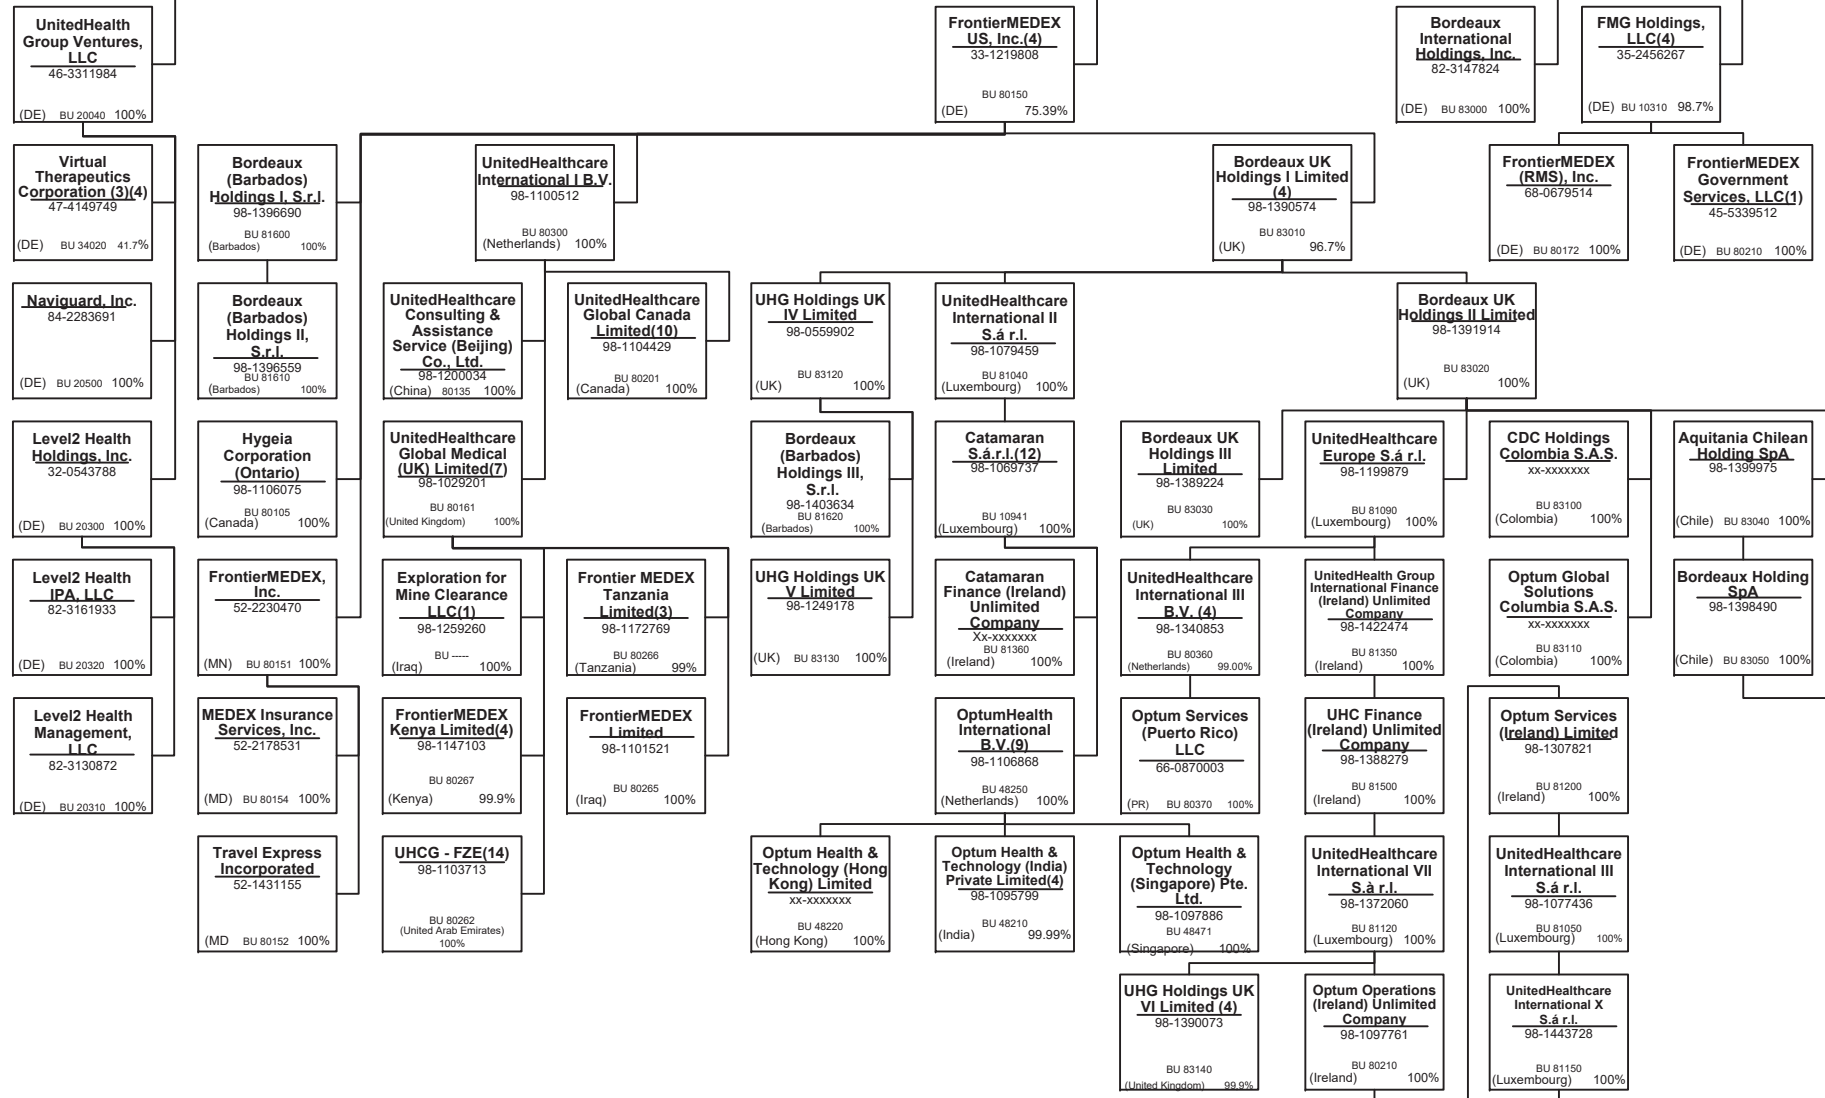 UnitedHealth
Group Ventures,
LLC
46-3311984
(DE) BU 20040 100%
FrontierMEDEX
US, Inc.(4)
33-1219808
BU 80150
(DE) 75.39%
Bordeaux
International
Holdings, Inc.
82-3147824
(DE) BU 83000 100%
FMG Holdings,
LLC(4)
35-2456267
(DE) BU 10310 98.7%
Virtual
Therapeutics
Corporation (3)(4)
47-4149749
(DE) BU 34020 41.7%
Bordeaux
(Barbados)
Holdings I, S.r.l.
98-1396690
BU 81600
(Barbados) 100%
UnitedHealthcare
International I B.V.
98-1100512
BU 80300
(Netherlands) 100%
Bordeaux UK
Holdings I Limited
(4)
98-1390574
BU 83010
(UK) 96.7%
FrontierMEDEX
(RMS), Inc.
68-0679514
(DE) BU 80172 100%
FrontierMEDEX
Government
Services, LLC(1)
45-5339512
(DE) BU 80210 100%
Naviguard, Inc.
84-2283691
(DE) BU 20500 100%
Bordeaux
(Barbados)
Holdings II,
S.r.l.
98-1396559
BU 81610
(Barbados) 100%
UnitedHealthcare
Consulting &
Assistance
Service (Beijing)
Co., Ltd.
98-1200034
(China) 80135 100%
UnitedHealthcare
Global Canada
Limited(10)
98-1104429
BU 80201
(Canada) 100%
UHG Holdings UK
IV Limited
98-0559902
BU 83120
(UK) 100%
UnitedHealthcare
International II
S.á r.l.
98-1079459
BU 81040
(Luxembourg) 100%
Bordeaux UK
Holdings II Limited
98-1391914
BU 83020
(UK) 100%
Level2 Health
Holdings, Inc.
32-0543788
(DE) BU 20300 100%
Hygeia
Corporation
(Ontario)
98-1106075
BU 80105
(Canada) 100%
UnitedHealthcare
Global Medical
(UK) Limited(7)
98-1029201
BU 80161
(United Kingdom) 100%
Bordeaux
(Barbados)
Holdings III,
S.r.l.
98-1403634
BU 81620
(Barbados) 100%
Catamaran
S.á.r.l.(12)
98-1069737
BU 10941
(Luxembourg) 100%
Bordeaux UK
Holdings III
Limited
98-1389224
BU 83030
(UK) 100%
UnitedHealthcare
Europe S.á r.l.
98-1199879
BU 81090
(Luxembourg) 100%
CDC Holdings
Colombia S.A.S.
xx-xxxxxxx
BU 83100
(Colombia) 100%
Aquitania Chilean
Holding SpA
98-1399975
(Chile) BU 83040 100%
Level2 Health
IPA, LLC
82-3161933
(DE) BU 20320 100%
FrontierMEDEX,
Inc.
52-2230470
(MN) BU 80151 100%
Exploration for
Mine Clearance
LLC(1)
98-1259260
BU -----
(Iraq) 100%
Frontier MEDEX
Tanzania
Limited(3)
98-1172769
BU 80266
(Tanzania) 99%
UHG Holdings UK
V Limited
98-1249178
(UK) BU 83130 100%
Catamaran
Finance (Ireland)
Unlimited
Company
Xx-xxxxxxx
BU 81360
(Ireland) 100%
UnitedHealthcare
International III
B.V. (4)
98-1340853
BU 80360
(Netherlands) 99.00%
UnitedHealth Group
International Finance
(Ireland) Unlimited
Company
98-1422474
BU 81350
(Ireland) 100%
Optum Global
Solutions
Columbia S.A.S.
xx-xxxxxxx
BU 83110
(Colombia) 100%
Bordeaux Holding
SpA
98-1398490
(Chile) BU 83050 100%
Level2 Health
Management,
LLC
82-3130872
(DE) BU 20310 100%
MEDEX Insurance
Services, Inc.
52-2178531
(MD) BU 80154 100%
FrontierMEDEX
Kenya Limited(4)
98-1147103
BU 80267
(Kenya) 99.9%
FrontierMEDEX
Limited
98-1101521
BU 80265
(Iraq) 100%
OptumHealth
International
B.V.(9)
98-1106868
BU 48250
(Netherlands) 100%
Optum Services
(Puerto Rico)
LLC
66-0870003
(PR) BU 80370 100%
UHC Finance
(Ireland) Unlimited
Company
98-1388279
BU 81500
(Ireland) 100%
Optum Services
(Ireland) Limited
98-1307821
BU 81200
(Ireland) 100%
Travel Express
Incorporated
52-1431155
(MD BU 80152 100%
UHCG - FZE(14)
98-1103713
BU 80262
(United Arab Emirates)
100%
Optum Health &
Technology (Hong
Kong) Limited
xx-xxxxxxx
BU 48220
(Hong Kong) 100%
Optum Health &
Technology (India)
Private Limited(4)
98-1095799
BU 48210
(India) 99.99%
Optum Health &
Technology
(Singapore) Pte.
Ltd.
98-1097886
BU 48471
(Singapore) 100%
UnitedHealthcare
International VII
S.à r.l.
98-1372060
BU 81120
(Luxembourg) 100%
UnitedHealthcare
International III
S.á r.l.
98-1077436
BU 81050
(Luxembourg) 100%
UHG Holdings UK
VI Limited (4)
98-1390073
BU 83140
(United Kingdom) 99.9%
Optum Operations
(Ireland) Unlimited
Company
98-1097761
BU 80210
(Ireland) 100%
UnitedHealthcare
International X
S.á r.l.
98-1443728
BU 81150
(Luxembourg) 100%